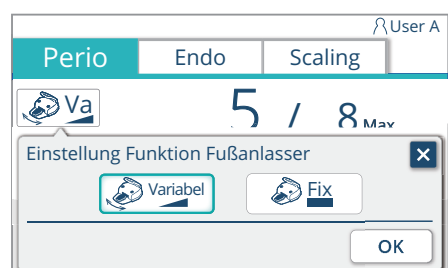 User A
Perio Endo Scaling
Va 5 / 8 Max
Einstellung Funktion Fußanlasser
Variabel Fix
OK